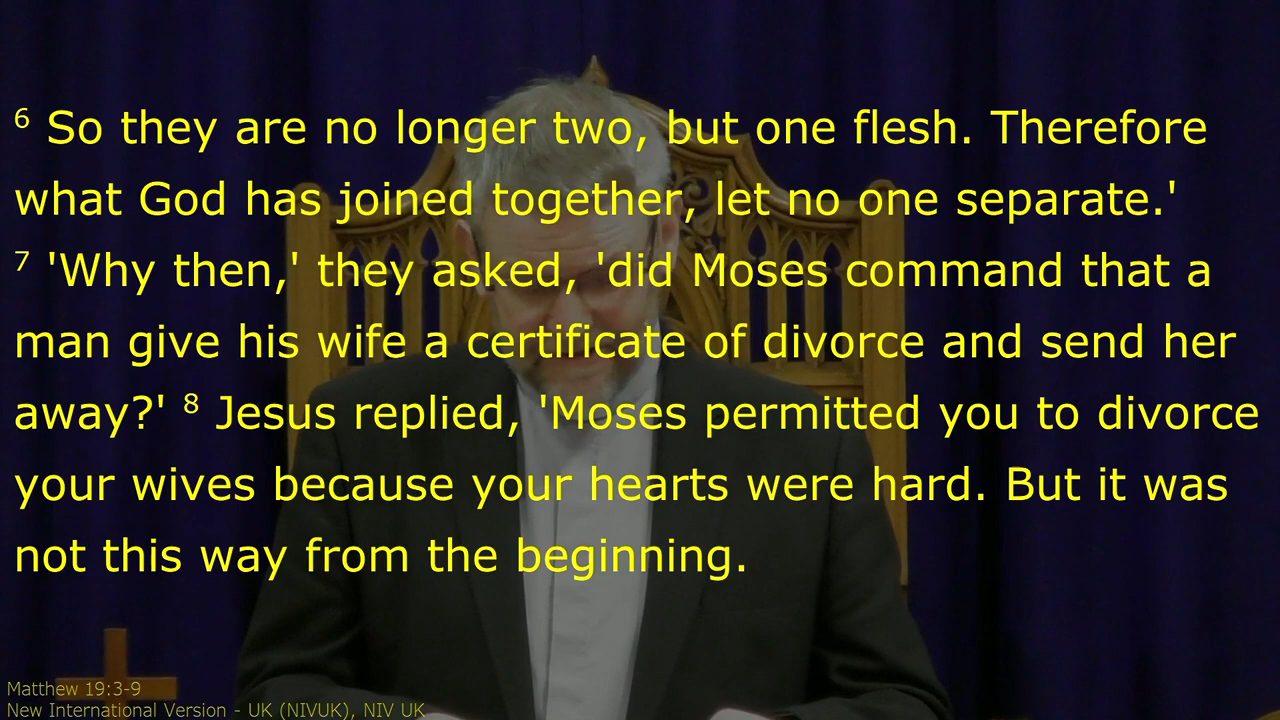 6 So they are no longer two, but one flesh. Therefore
what God has joined together, let no one separate.'
7 'Why then,' they asked, 'did Moses command that a
man give his wife a certificate of divorce and send her
away?' 8 Jesus replied, 'Moses permitted you to divorce
your wives because your hearts were hard. But it was
not this way from the beginning.
Matthew 19:3-9
New International Version - UK (NIVUK), NIV UK